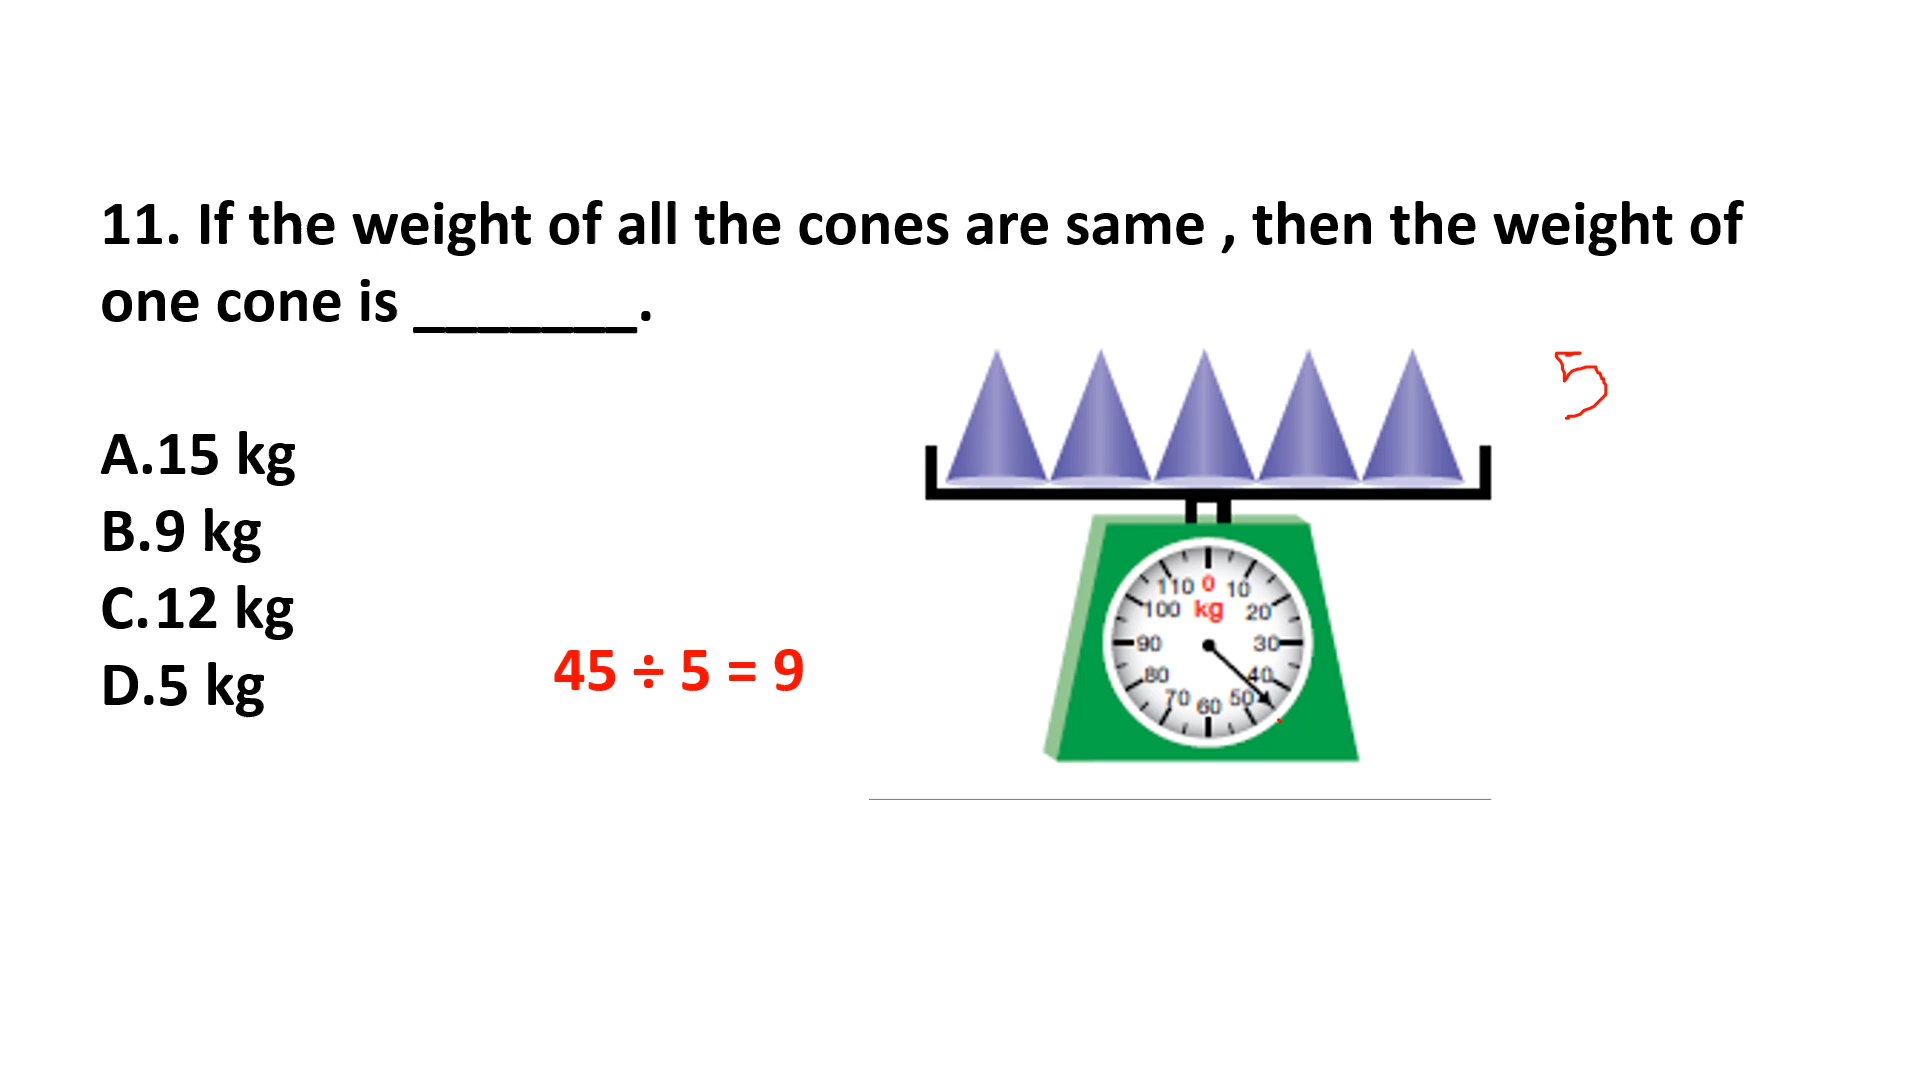 11. If the weight of all the cones are same , then the weight of
one cone is _______.
5
A.15 kg
B.9 kg
C.12 kg
D.5 kg
45 ÷ 5 = 9
110 0 10
100 kg 20
90 30
80 40
70 60 50